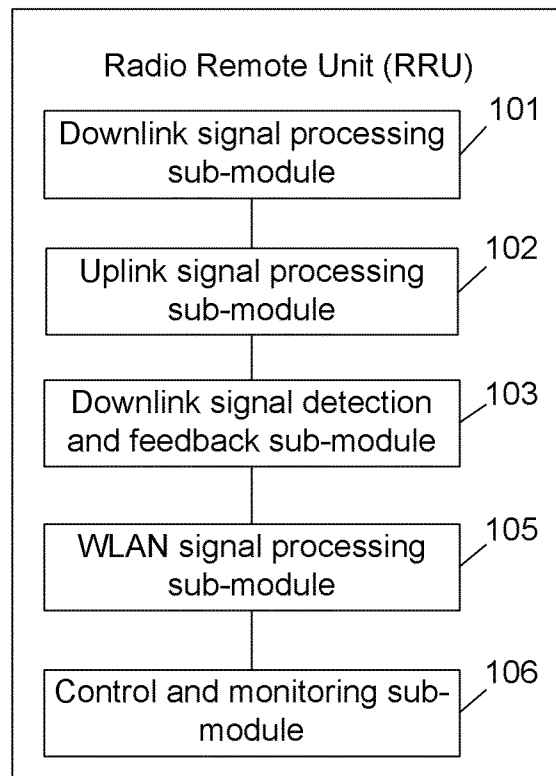 Radio Remote Unit (RRU)
101
Downlink signal processing
sub-module
102
Uplink signal processing
sub-module
103
Downlink signal detection
and feedback sub-module
105
WLAN signal processing
sub-module
106
Control and monitoring sub-
module